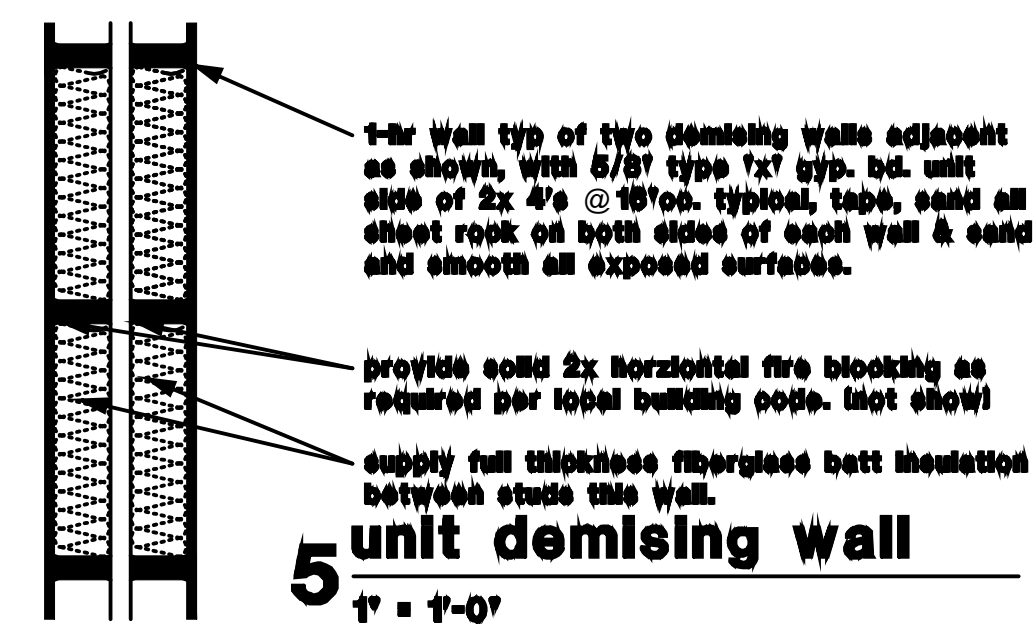 1-hr wall typ of two demising walls adjacent
as shown, with 5/8" type "x" gyp. bd. unit
side of 2x 4's @ 16"oc. typical, tape, sand all
sheet rock on both sides of each wall & sand
and smooth all exposed surfaces.
provide solid 2x horziontal fire blocking as
required per local building code. (not show)
supply full thickness fiberglass batt insulation
between studs this wall.
5 unit demising wall
1" = 1'-0"